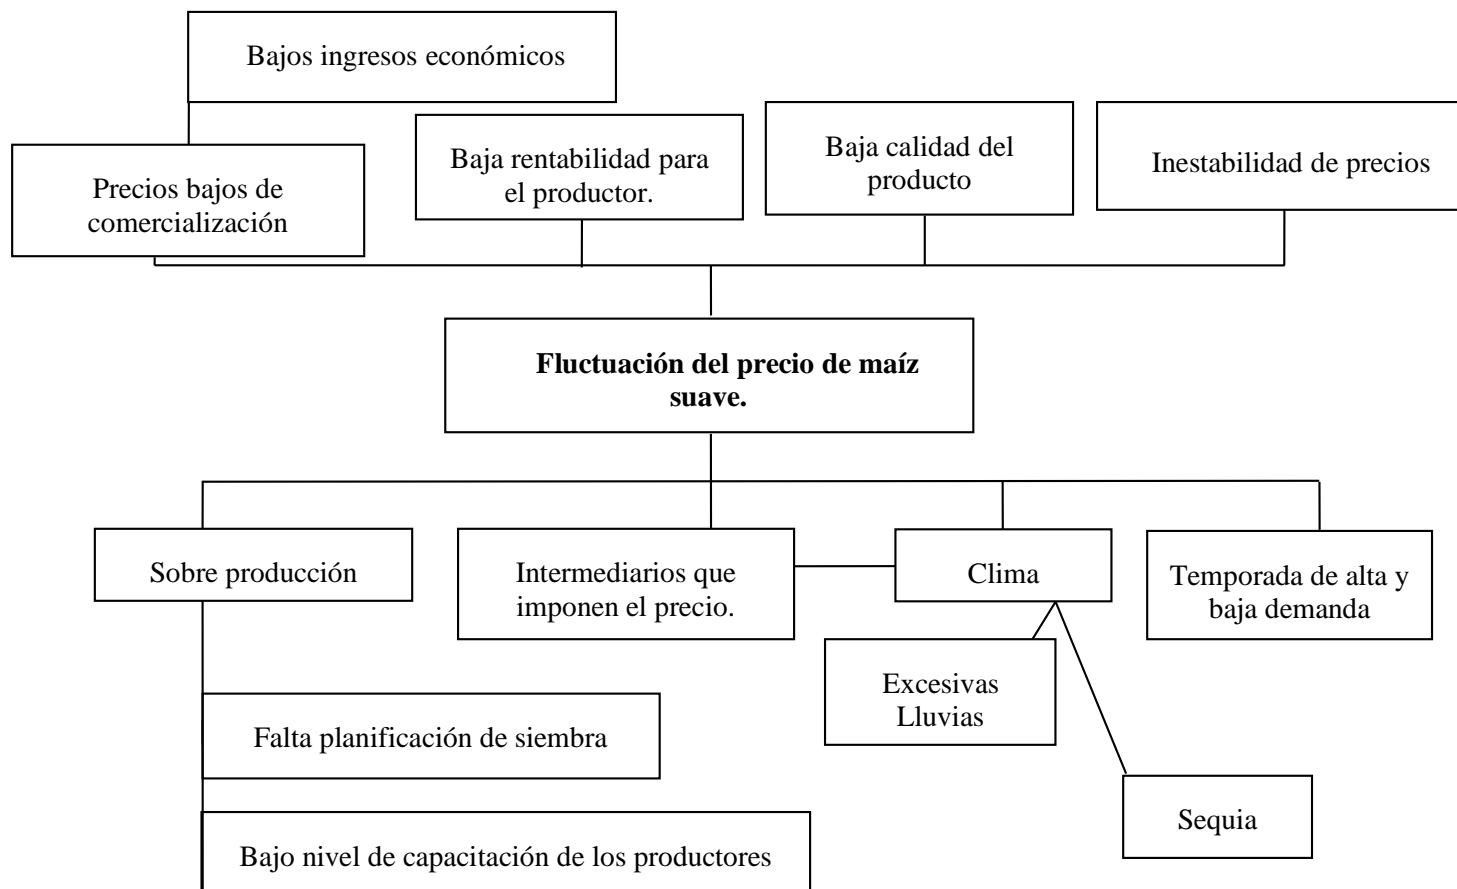 Bajos ingresos económicos
Precios bajos de
comercialización
Baja rentabilidad para
el productor.
Baja calidad del
producto
Inestabilidad de precios
Fluctuación del precio de maíz
suave.
Sobre producción
Intermediarios que
imponen el precio.
Clima
Temporada de alta y
baja demanda
Excesivas
Lluvias
Falta planificación de siembra
Sequia
Bajo nivel de capacitación de los productores